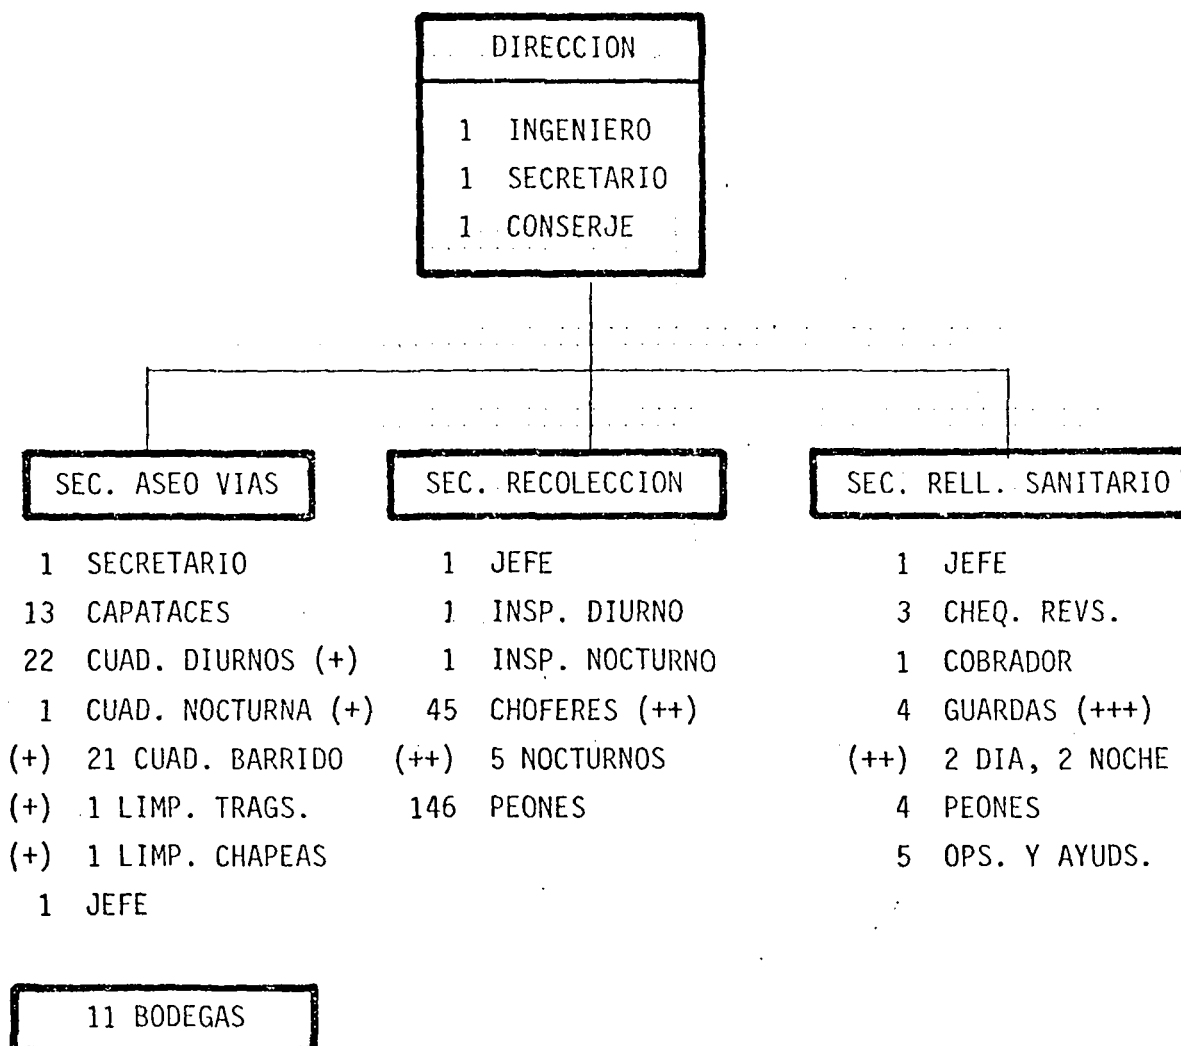 DIRECCION
1 INGENIERO
1 SECRETARIO
1 CONSERJE
SEC. ASEO VIAS
1 SECRETARIO
13 CAPATACES
22 CUAD. DIURNOS (+)
1 CUAD. NOCTURNA (+)
(+) 21 CUAD. BARRIDO
(+) 1 LIMP. TRAGS.
(+) 1 LIMP. CHAPEAS
1 JEFE
11 BODEGAS
SEC. RECOLECCION
1 JEFE
1 INSP. DIURNO
1 INSP. NOCTURNO
45 CHOFERES (++)
(++) 5 NOCTURNOS
146 PEONES
SEC. RELL. SANITARIO
1 JEFE
3 CHEQ. REVS.
1 COBRADOR
4 GUARDAS (+++)
(++) 2 DIA, 2 NOCHE
4 PEONES
5 OPS. Y AYUDS.